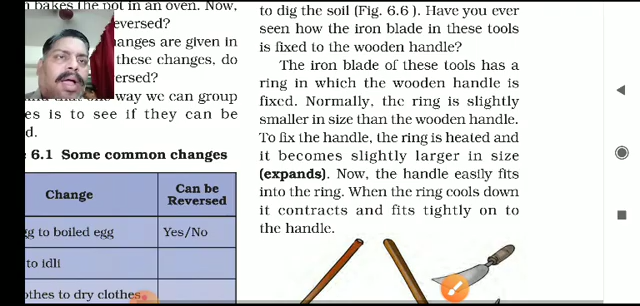 bakes the pot in an oven. Now,
eversed?
anges are given in
these changes, do
ersed?
way we can group
es is to see if they can be
d.
6.1 Some common changes
Change
Can be
Reversed
gg to boiled egg
Yes/No
to idli
othes to dry clothes
to dig the soil (Fig. 6.6 ). Have you ever
seen how the iron blade in these tools
is fixed to the wooden handle?
The iron blade of these tools has a
ring in which the wooden handle is
fixed. Normally, the ring is slightly
smaller in size than the wooden handle.
To fix the handle, the ring is heated and
it becomes slightly larger in size
(expands). Now, the handle easily fits
into the ring. When the ring cools down
it contracts and fits tightly on to
the handle.